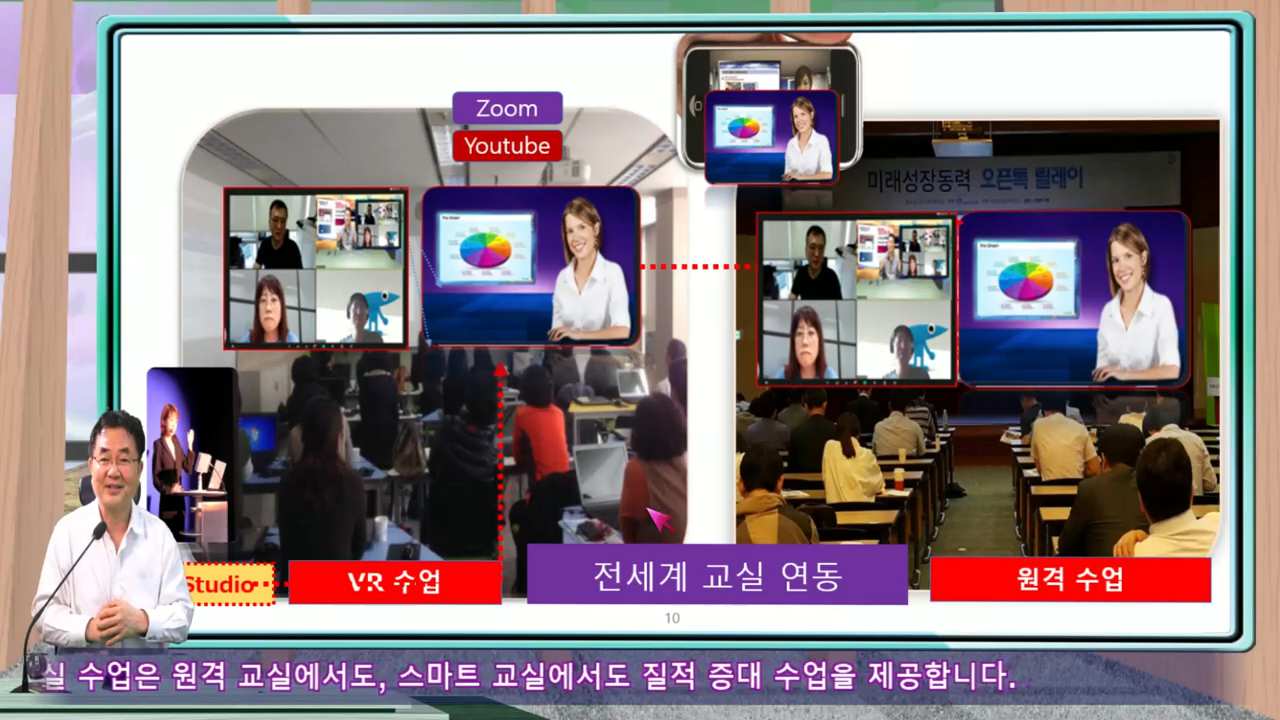 Zoom
Youtube
미래성장동력 오픈톡 릴레이
Studio
VR 수업
전세계 교실 연동
원격 수업
10
실 수업은 원격 교실에서도, 스마트 교실에서도 질적 증대 수업을 제공합니다.